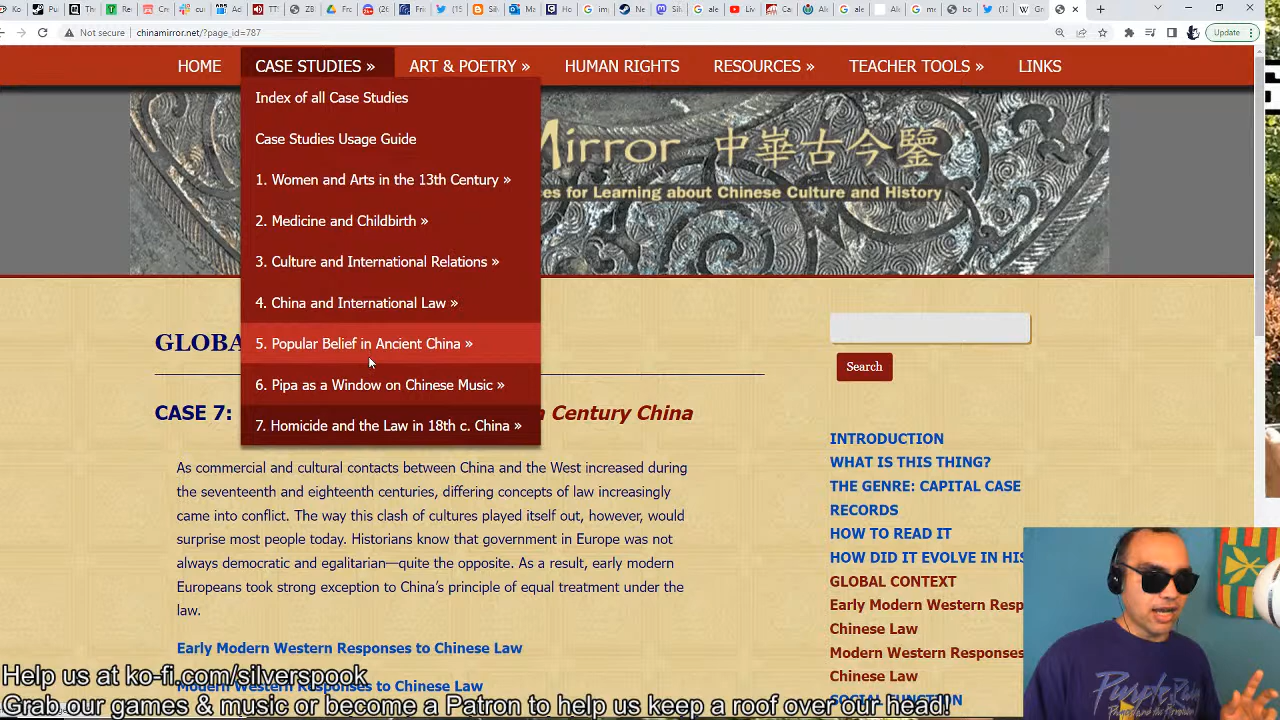 Not secure chinamirror.net/?page_id=787
Update
HOME
CASE STUDIES »
ART & POETRY »
HUMAN RIGHTS
RESOURCES »
TEACHER TOOLS »
LINKS
Index of all Case Studies
Case Studies Usage Guide
1. Women and Arts in the 13th Century »
2. Medicine and Childbirth »
3. Culture and International Relations »
4. China and International Law »
5. Popular Belief in Ancient China »
6. Pipa as a Window on Chinese Music »
7. Homicide and the Law in 18th c. China »
Mirror 中華古今鑒
es for Learning about Chinese Culture and History
GLOBA
CASE 7: h Century China
As commercial and cultural contacts between China and the West increased during
the seventeenth and eighteenth centuries, differing concepts of law increasingly
came into conflict. The way this clash of cultures played itself out, however, would
surprise most people today. Historians know that government in Europe was not
always democratic and egalitarian—quite the opposite. As a result, early modern
Europeans took strong exception to China's principle of equal treatment under the
law.
Early Modern Western Responses to Chinese Law
Modern Western Responses to Chinese Law
Search
INTRODUCTION
WHAT IS THIS THING?
THE GENRE: CAPITAL CASE
RECORDS
HOW TO READ IT
HOW DID IT EVOLVE IN HIS
GLOBAL CONTEXT
Early Modern Western Resp
Chinese Law
Modern Western Responses
Chinese Law
SOCIAL FUNCTION
Help us at ko-fi.com/silverspook
Grab our games & music or become a Patron to help us keep a roof over our head!